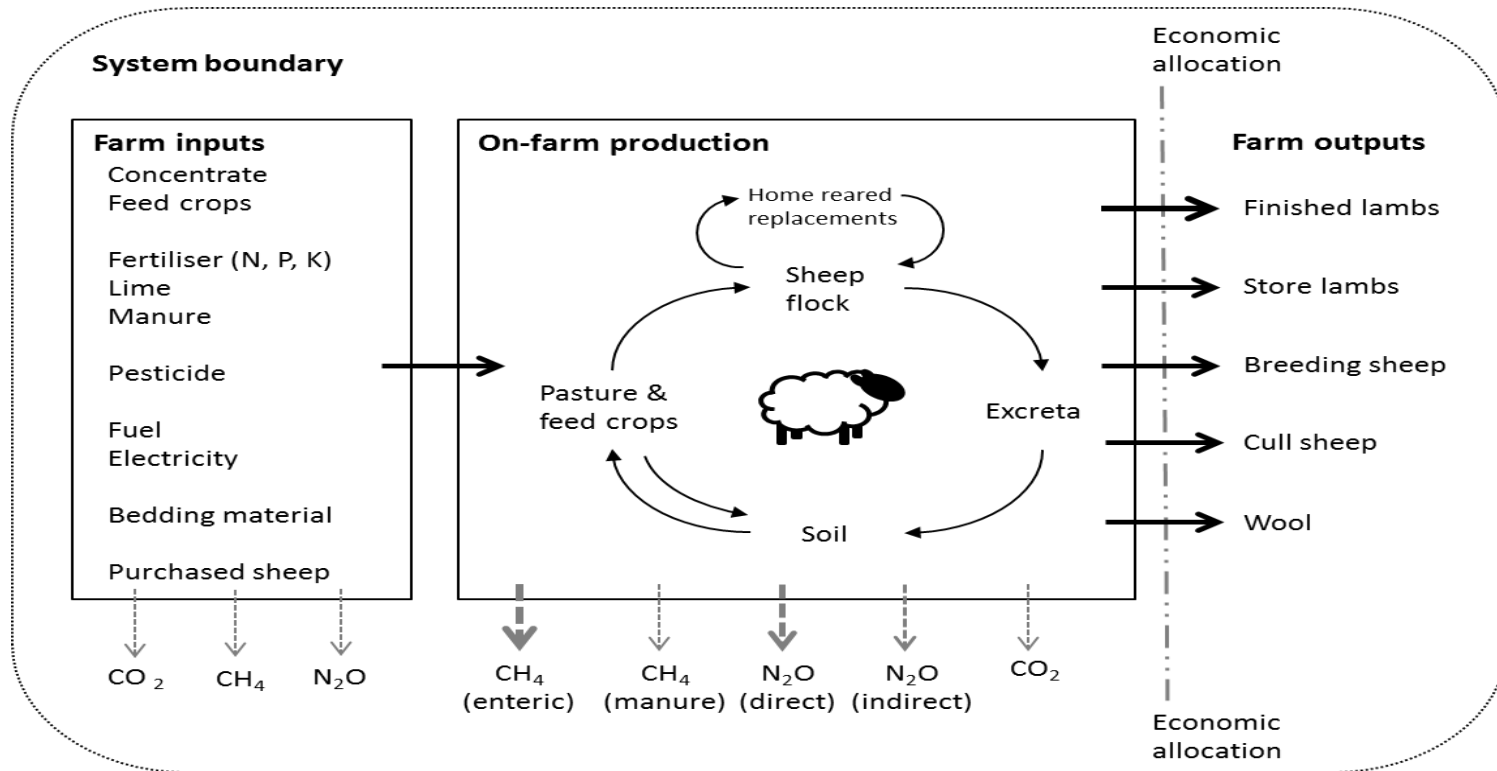 System boundary
Economic
allocation
Farm inputs
Concentrate
Feed crops
Fertiliser (N, P, K)
Lime
Manure
Pesticide
Fuel
Electricity
Bedding material
Purchased sheep
CO₂
CH₄
N₂O
On-farm production
Home reared
replacements
Sheep
flock
Pasture &
feed crops
Excreta
Soil
CH₄
(enteric)
CH₄
(manure)
N₂O
(direct)
N₂O
(indirect)
CO₂
Farm outputs
Finished lambs
Store lambs
Breeding sheep
Cull sheep
Wool
Economic
allocation